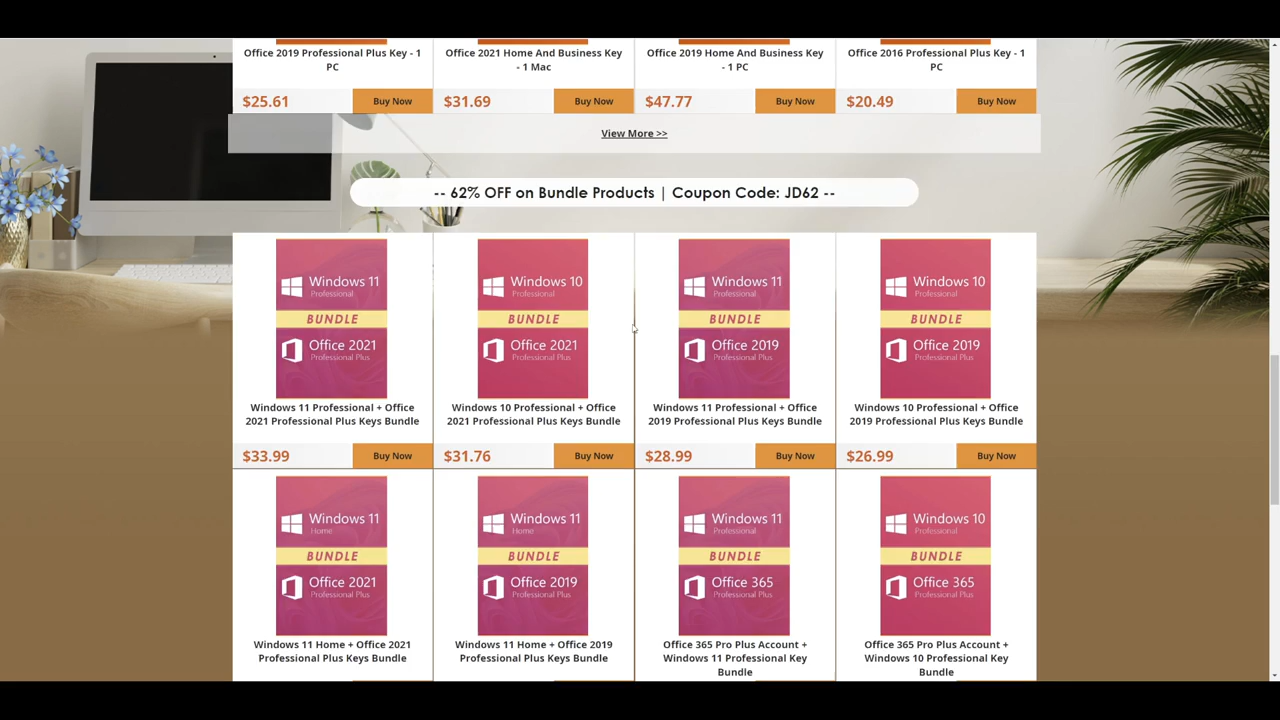 Office 2019 Professional Plus Key - 1
PC
Office 2021 Home And Business Key
- 1 Mac
Office 2019 Home And Business Key
- 1 PC
Office 2016 Professional Plus Key - 1
PC
$25.61 Buy Now
$31.69 Buy Now
$47.77 Buy Now
$20.49 Buy Now
View More >>
-- 62% OFF on Bundle Products | Coupon Code: JD62 --
Windows 11
Professional
BUNDLE
Office 2021
Professional Plus
Windows 10
Professional
BUNDLE
Office 2021
Professional Plus
Windows 11
Professional
BUNDLE
Office 2019
Professional Plus
Windows 10
Professional
BUNDLE
Office 2019
Professional Plus
Windows 11 Professional + Office
2021 Professional Plus Keys Bundle
Windows 10 Professional + Office
2021 Professional Plus Keys Bundle
Windows 11 Professional + Office
2019 Professional Plus Keys Bundle
Windows 10 Professional + Office
2019 Professional Plus Keys Bundle
$33.99 Buy Now
$31.76 Buy Now
$28.99 Buy Now
$26.99 Buy Now
Windows 11
Home
BUNDLE
Office 2021
Professional Plus
Windows 11
Home
BUNDLE
Office 2019
Professional Plus
Windows 11
Professional
BUNDLE
Office 365
Professional Plus
Windows 10
Professional
BUNDLE
Office 365
Professional Plus
Windows 11 Home + Office 2021
Professional Plus Keys Bundle
Windows 11 Home + Office 2019
Professional Plus Keys Bundle
Office 365 Pro Plus Account +
Windows 11 Professional Key
Bundle
Office 365 Pro Plus Account +
Windows 10 Professional Key
Bundle